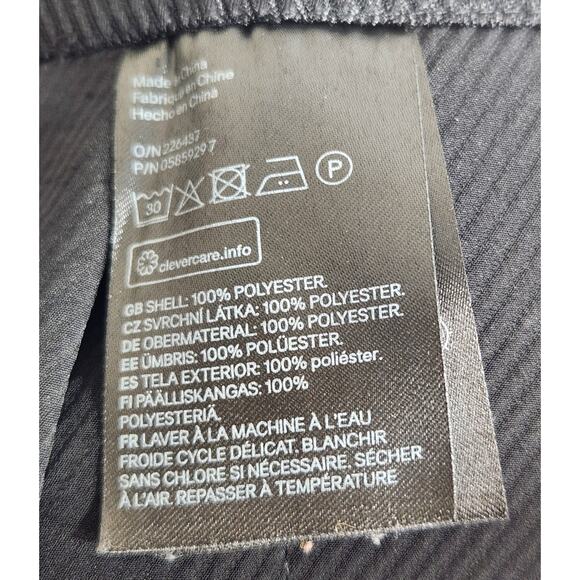 Made in China
Fabriqué en Chine
Hecho en China
O/N 226437
P/N 0585929 7
30
P
clevercare.info
GB SHELL: 100% POLYESTER.
CZ SVRCHNÍ LÁTKA: 100% POLYESTER.
DE OBERMATERIAL: 100% POLYESTER.
EE ÜMBRIS: 100% POLÜESTER.
ES TELA EXTERIOR: 100% poliéster.
FI PÄÄLLISKANGAS: 100%
POLYESTERIÄ.
FR LAVER À LA MACHINE À L'EAU
FROIDE CYCLE DÉLICAT. BLANCHIR
SANS CHLORE SI NÉCESSAIRE. SÉCHER
À L'AIR. REPASSER À TEMPÉRATURE